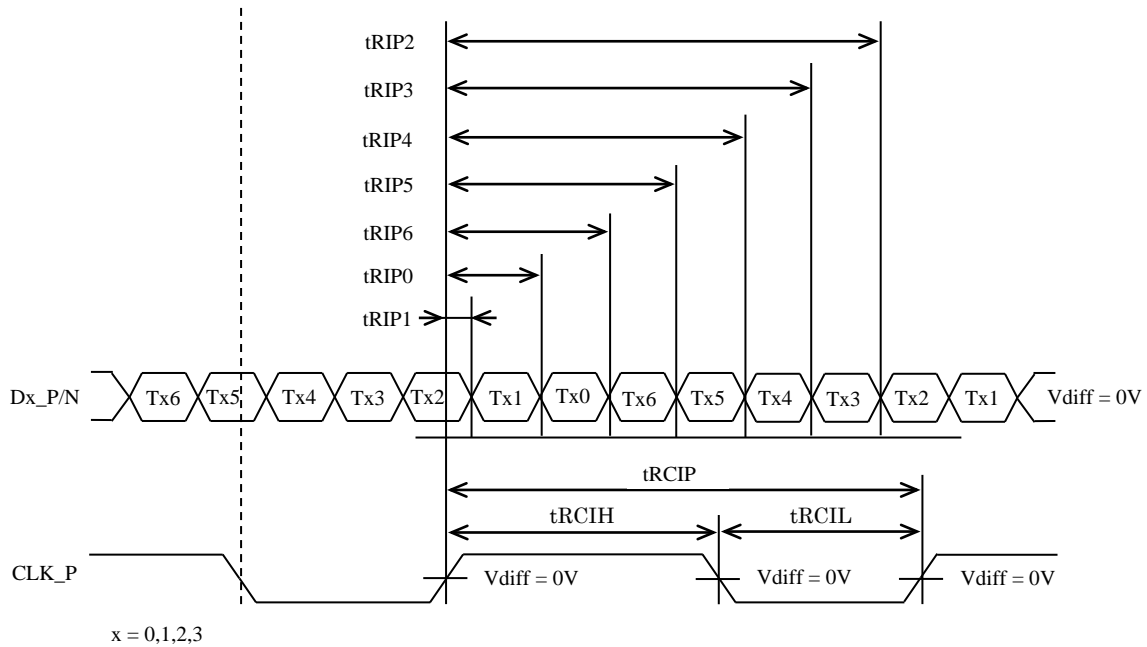 tRIP2
tRIP3
tRIP4
tRIP5
tRIP6
tRIP0
tRIP1
Dx_P/N Tx6 Tx5 Tx4 Tx3 Tx2 Tx1 Tx0 Tx6 Tx5 Tx4 Tx3 Tx2 Tx1 Vdiff = 0V
tRCIP
tRCIH tRCIL
CLK_P Vdiff = 0V Vdiff = 0V Vdiff = 0V
x = 0,1,2,3